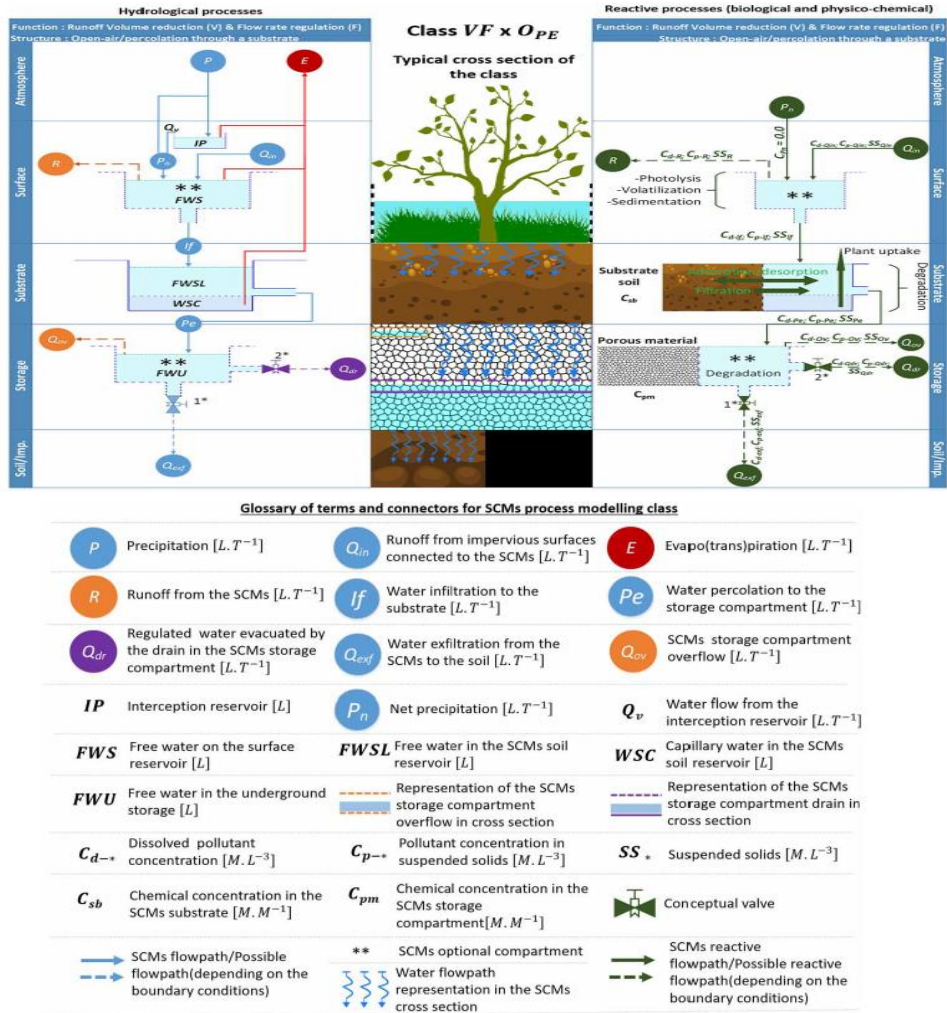 Hydrological processes
Function : Runoff Volume reduction (V) & Flow rate regulation (F)
Structure : Open-air/percolation through a substrate
Atmosphere
Surface
Substrate
Storage
Soil/Imp.
P
E
Q_v
IP
R
P_n
Q_in
**
FWS
If
FWSL
WSC
Pe
Q_ov
**
FWU
2*
Q_dr
1*
Q_exf
Class VF x O_PE
Typical cross section of
the class
Reactive processes (biological and physico-chemical)
Function : Runoff Volume reduction (V) & Flow rate regulation (F)
Structure : Open-air/percolation through a substrate
Atmosphere
Surface
Substrate
Storage
Soil/Imp.
P_n
C_Pn = 0.0
C_d-Qin; C_p-Qin; SS_Qin
Q_in
R
C_d-R; C_p-R; SS_R
-Photolysis
-Volatilization
-Sedimentation
**
C_d-If; C_p-If; SS_If
Plant uptake
Substrate
soil
C_sb
Adsorption/desorption
Filtration
Degradation
C_d-Pe; C_p-Pe; SS_Pe
C_d-Ov; C_p-Ov; SS_Ov
Q_ov
Porous material
**
Degradation
C_d-Qdr; C_p-Qdr;
SS_Qdr
Q_dr
2*
C_pm
1*
C_d-exf; C_p-exf; SS_exf
Q_exf
Glossary of terms and connectors for SCMs process modelling class
P Precipitation [L.T⁻¹]
Q_in Runoff from impervious surfaces
connected to the SCMs [L.T⁻¹]
E Evapo(trans)piration [L.T⁻¹]
R Runoff from the SCMs [L.T⁻¹]
If Water infiltration to the
substrate [L.T⁻¹]
Pe Water percolation to the
storage compartment [L.T⁻¹]
Q_dr Regulated water evacuated by
the drain in the SCMs storage
compartment [L.T⁻¹]
Q_exf Water exfiltration from the
SCMs to the soil [L.T⁻¹]
Q_ov SCMs storage compartment
overflow [L.T⁻¹]
IP Interception reservoir [L]
P_n Net precipitation [L.T⁻¹]
Q_v Water flow from the
interception reservoir [L.T⁻¹]
FWS Free water on the surface
reservoir [L]
FWSL Free water in the SCMs soil
reservoir [L]
WSC Capillary water in the SCMs
soil reservoir [L]
FWU Free water in the underground
storage [L]
Representation of the SCMs
storage compartment
overflow in cross section
Representation of the SCMs
storage compartment drain in
cross section
C_d-* Dissolved pollutant
concentration [M.L⁻³]
C_p-* Pollutant concentration in
suspended solids [M.L⁻³]
SS_* Suspended solids [M.L⁻³]
C_sb Chemical concentration in the
SCMs substrate [M.M⁻¹]
C_pm Chemical concentration in the
SCMs storage
compartment[M.M⁻¹]
Conceptual valve
SCMs flowpath/Possible
flowpath(depending on the
boundary conditions)
** SCMs optional compartment
Water flowpath
representation in the SCMs
cross section
SCMs reactive
flowpath/Possible reactive
flowpath(depending on the
boundary conditions)